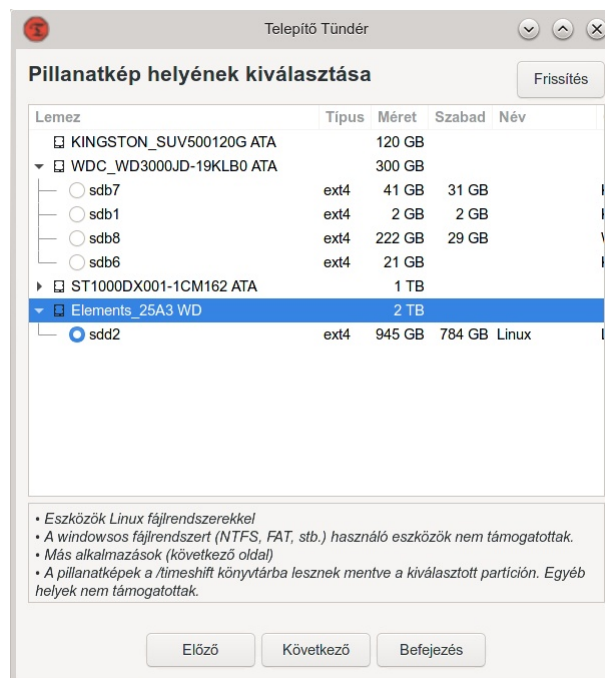 Telepítő Tündér
Pillanatkép helyének kiválasztása
Frissítés
Lemez Típus Méret Szabad Név
KINGSTON_SUV500120G ATA 120 GB
WDC_WD3000JD-19KLB0 ATA 300 GB
sdb7 ext4 41 GB 31 GB
sdb1 ext4 2 GB 2 GB
sdb8 ext4 222 GB 29 GB
sdb6 ext4 21 GB
ST1000DX001-1CM162 ATA 1 TB
Elements_25A3 WD 2 TB
sdd2 ext4 945 GB 784 GB Linux
• Eszközök Linux fájlrendszerekkel
• A windowsos fájlrendszert (NTFS, FAT, stb.) használó eszközök nem támogatottak.
• Más alkalmazások (következő oldal)
• A pillanatképek a /timeshift könyvtárba lesznek mentve a kiválasztott partíción. Egyéb
helyek nem támogatottak.
Előző Következő Befejezés